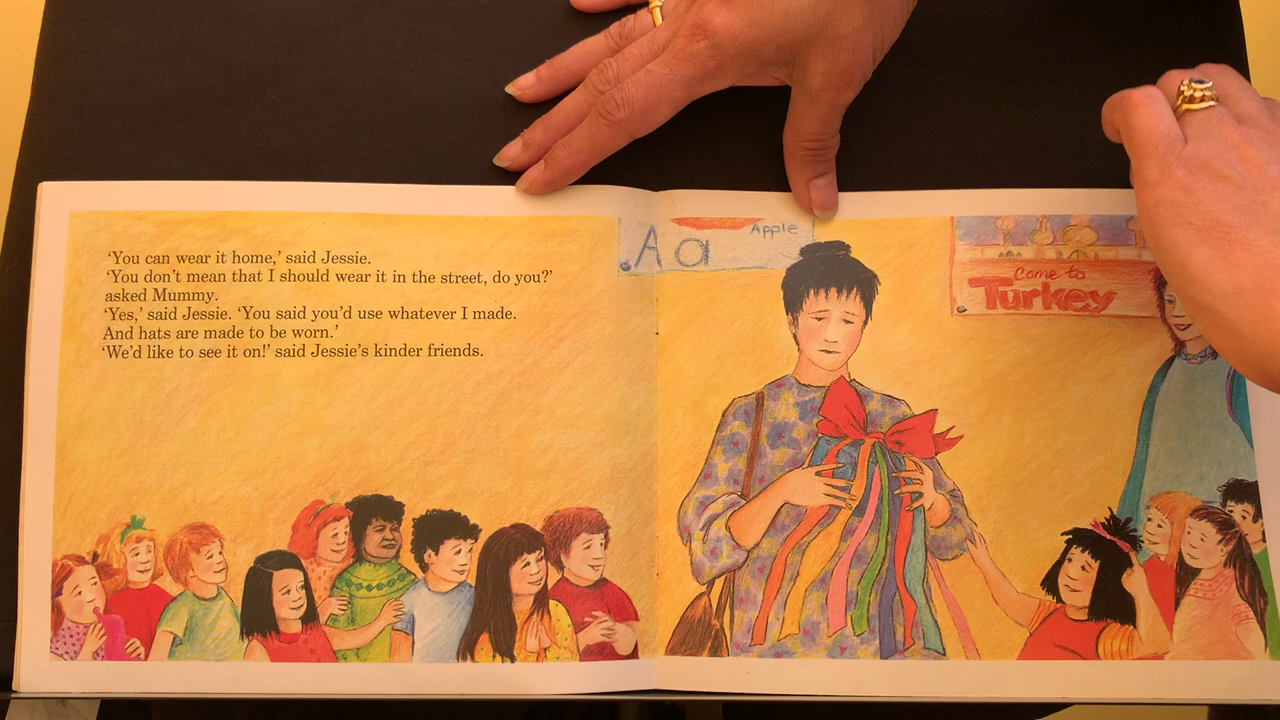 ‘You can wear it home,’ said Jessie.
‘You don’t mean that I should wear it in the street, do you?’
asked Mummy.
‘Yes,’ said Jessie. ‘You said you’d use whatever I made.
And hats are made to be worn.’
‘We’d like to see it on!’ said Jessie’s kinder friends.
Aa Apple
Come to
Turkey